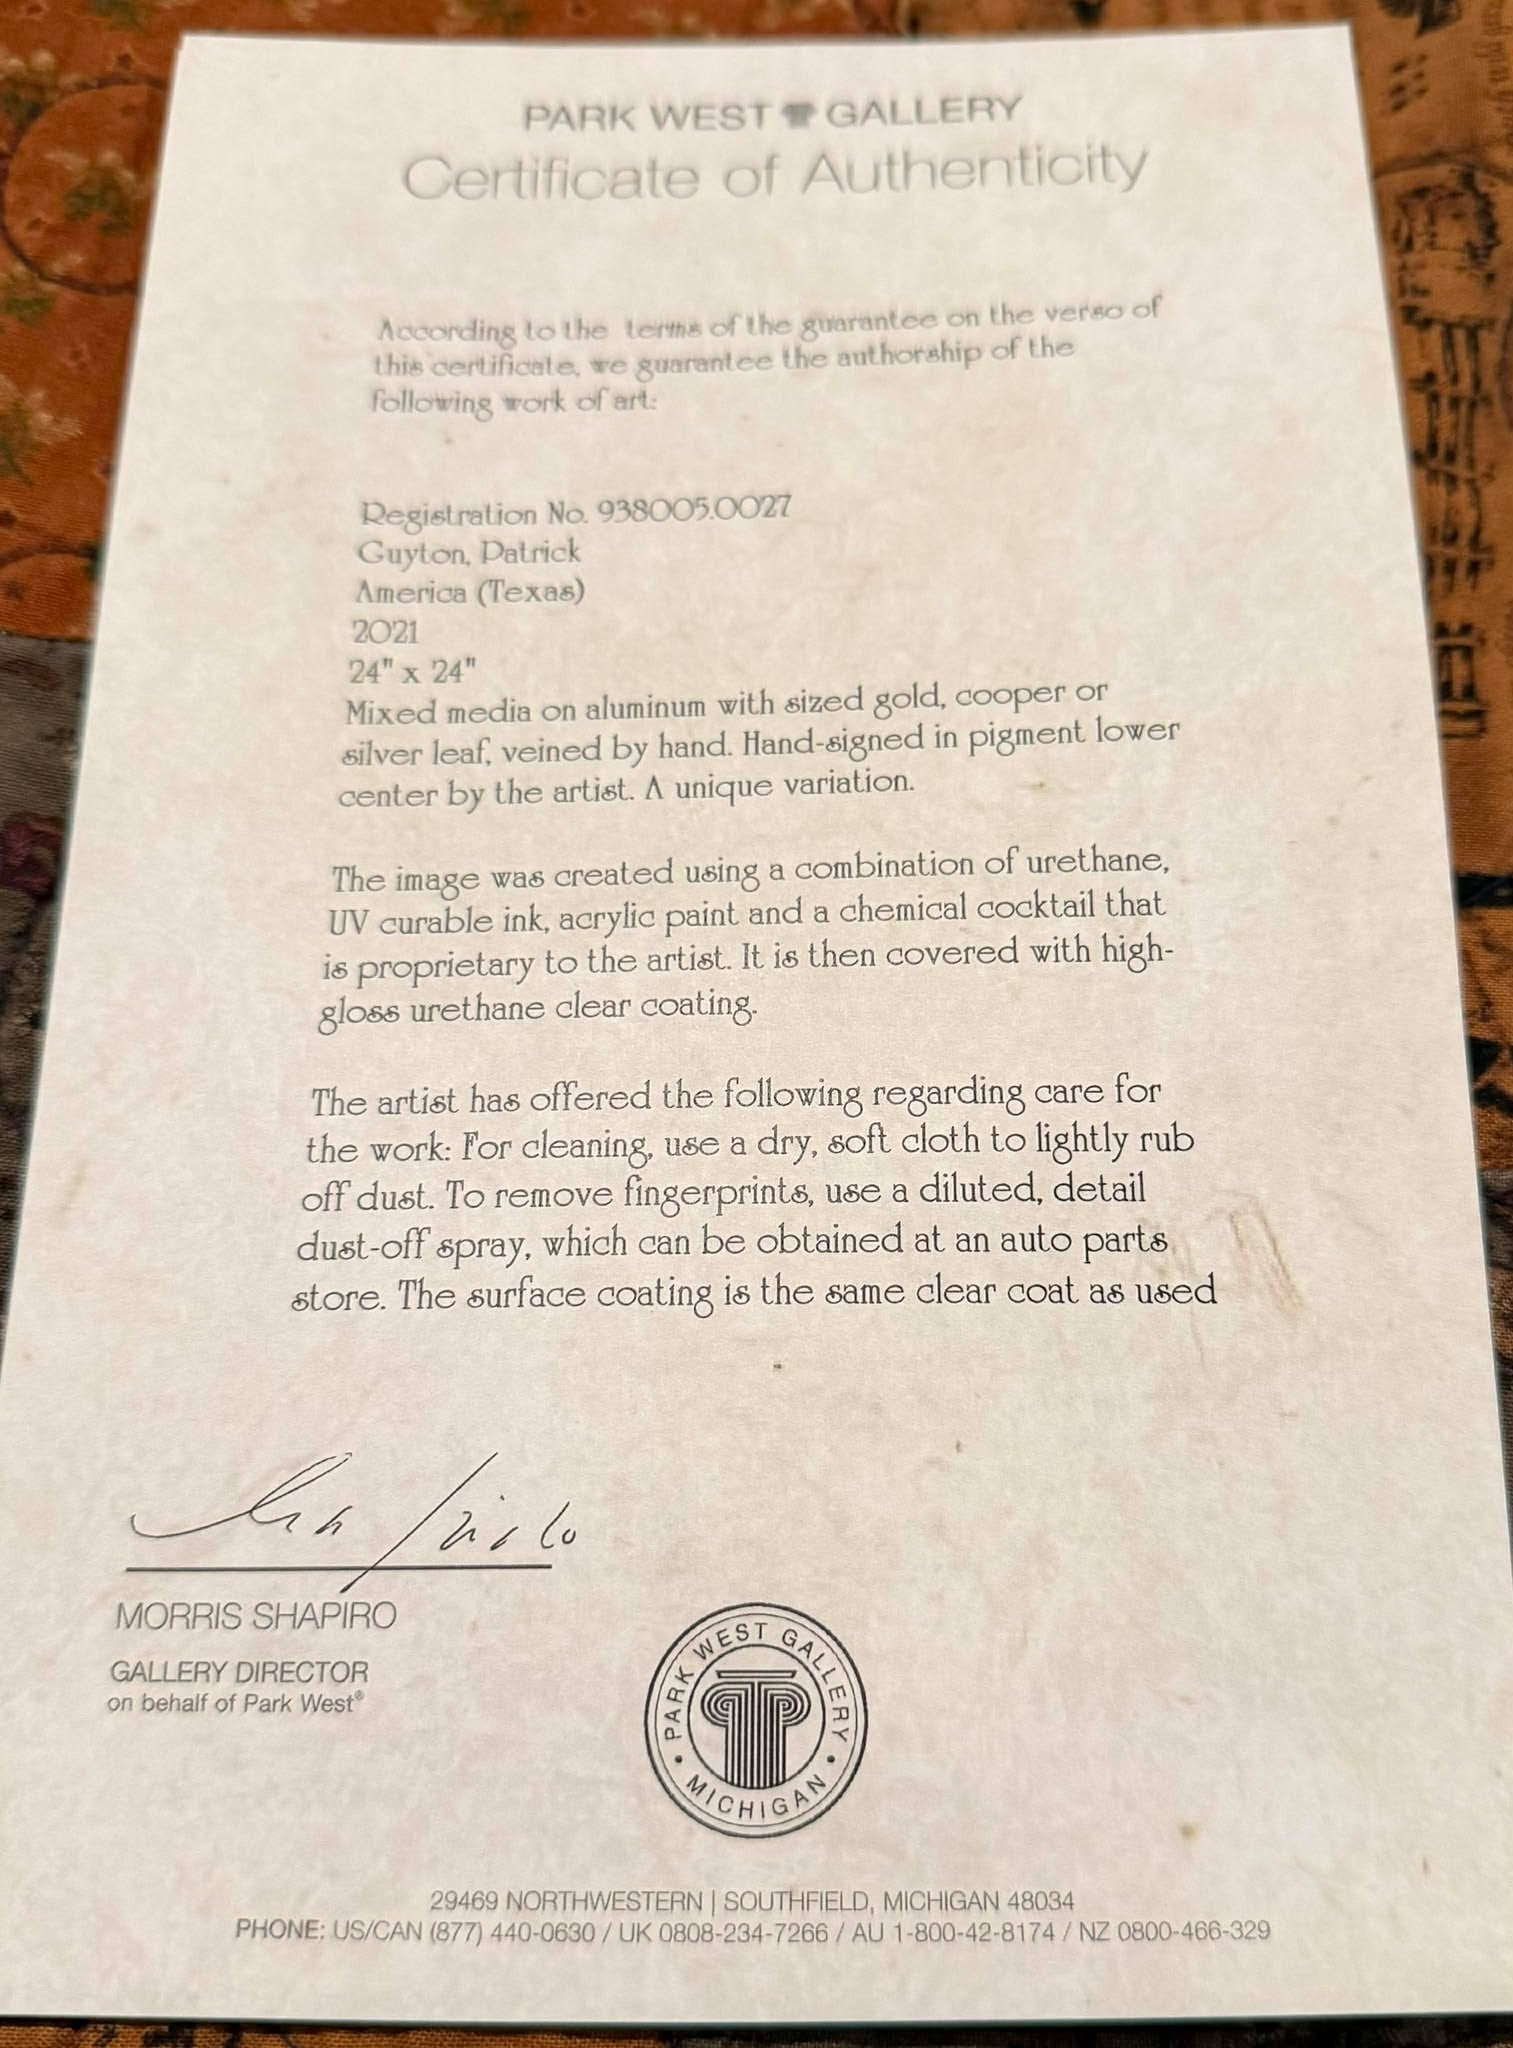 PARK WEST GALLERY
Certificate of Authenticity
According to the terms of the guarantee on the verso of
this certificate, we guarantee the authorship of the
following work of art:
Registration No. 938005.0027
Guyton, Patrick
America (Texas)
2021
24" x 24"
Mixed media on aluminum with sized gold, cooper or
silver leaf, veined by hand. Hand-signed in pigment lower
center by the artist. A unique variation.
The image was created using a combination of urethane,
UV curable ink, acrylic paint and a chemical cocktail that
is proprietary to the artist. It is then covered with high-
gloss urethane clear coating.
The artist has offered the following regarding care for
the work: For cleaning, use a dry, soft cloth to lightly rub
off dust. To remove fingerprints, use a diluted, detail
dust-off spray, which can be obtained at an auto parts
store. The surface coating is the same clear coat as used
MORRIS SHAPIRO
GALLERY DIRECTOR
on behalf of Park West®
PARK WEST GALLERY
• MICHIGAN •
29469 NORTHWESTERN | SOUTHFIELD, MICHIGAN 48034
PHONE: US/CAN (877) 440-0630 / UK 0808-234-7266 / AU 1-800-42-8174 / NZ 0800-466-329